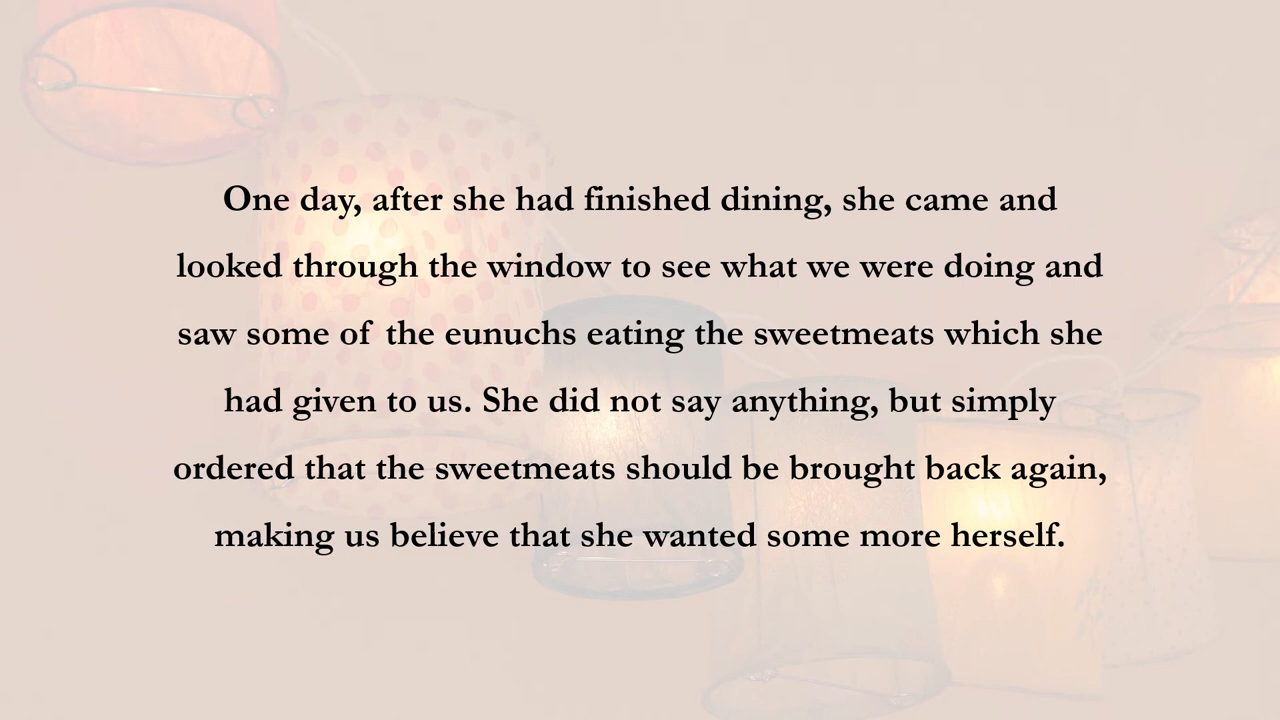 One day, after she had finished dining, she came and
looked through the window to see what we were doing and
saw some of the eunuchs eating the sweetmeats which she
had given to us. She did not say anything, but simply
ordered that the sweetmeats should be brought back again,
making us believe that she wanted some more herself.